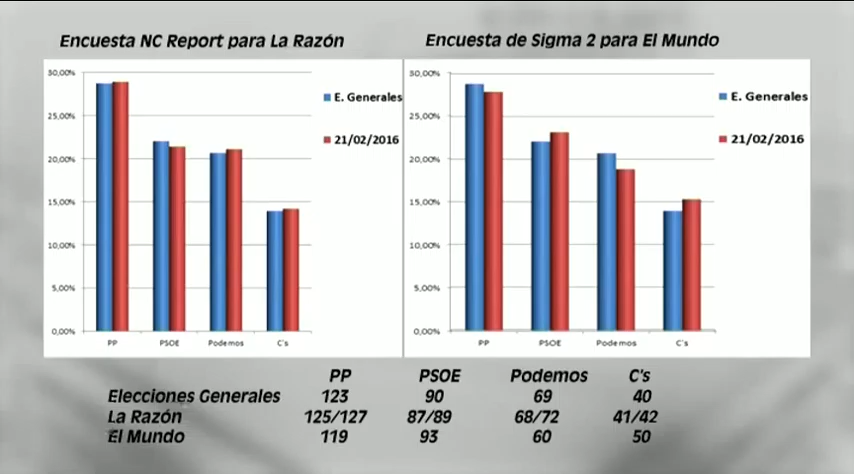 Encuesta NC Report para La Razón
Encuesta de Sigma 2 para El Mundo
30,00%
25,00%
20,00%
15,00%
10,00%
5,00%
0,00%
PP PSOE Podemos C's
E. Generales
21/02/2016
30,00%
25,00%
20,00%
15,00%
10,00%
5,00%
0,00%
PP PSOE Podemos C's
E. Generales
21/02/2016
PP PSOE Podemos C's
Elecciones Generales 123 90 69 40
La Razón 125/127 87/89 68/72 41/42
El Mundo 119 93 60 50